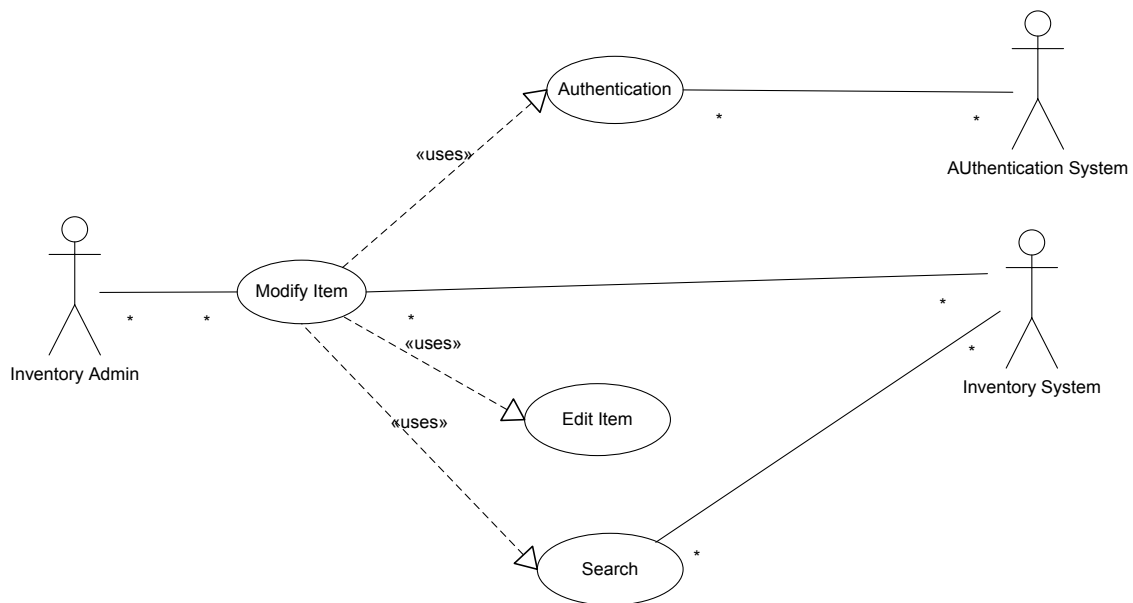 Authentication
*
*
AUthentication System
«uses»
Modify Item
*
*
*
*
Inventory Admin
«uses»
*
Inventory System
«uses»
Edit Item
*
Search